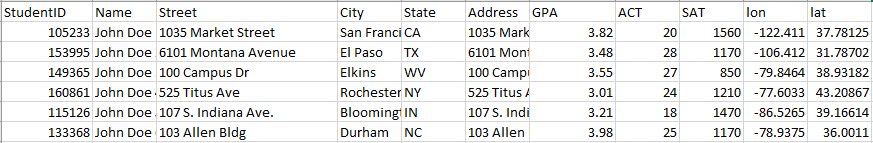 StudentID Name Street City State Address GPA ACT SAT lon lat
105233 John Doe 1035 Market Street San Franci CA 1035 Mark 3.82 20 1560 -122.411 37.78125
153995 John Doe 6101 Montana Avenue El Paso TX 6101 Mont 3.48 28 1170 -106.412 31.78702
149365 John Doe 100 Campus Dr Elkins WV 100 Campu 3.55 27 850 -79.8464 38.93182
160861 John Doe 525 Titus Ave Rochester NY 525 Titus A 3.01 24 1210 -77.6033 43.20867
115126 John Doe 107 S. Indiana Ave. Bloomingt IN 107 S. Indi 3.21 18 1470 -86.5265 39.16614
133368 John Doe 103 Allen Bldg Durham NC 103 Allen 3.98 25 1170 -78.9375 36.0011